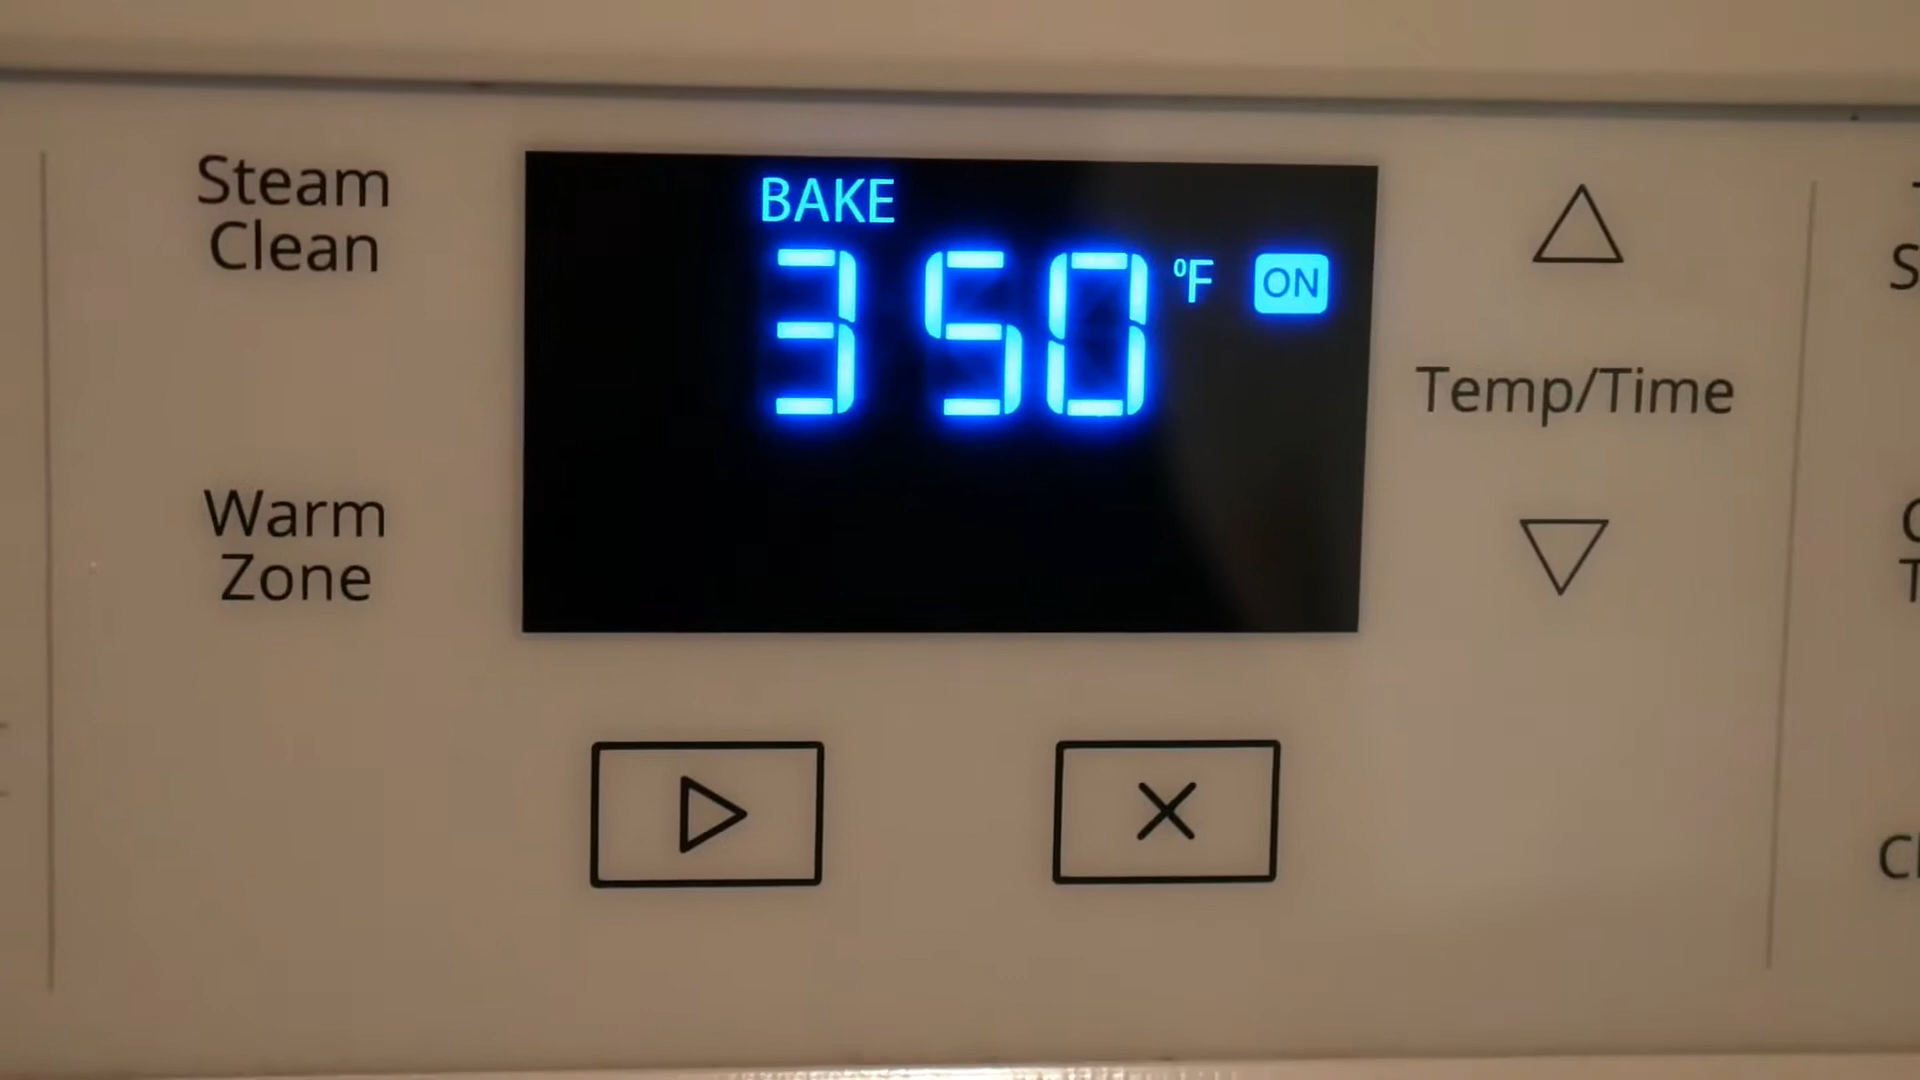 Steam
Clean
BAKE
350 °F ON
Temp/Time
Warm
Zone